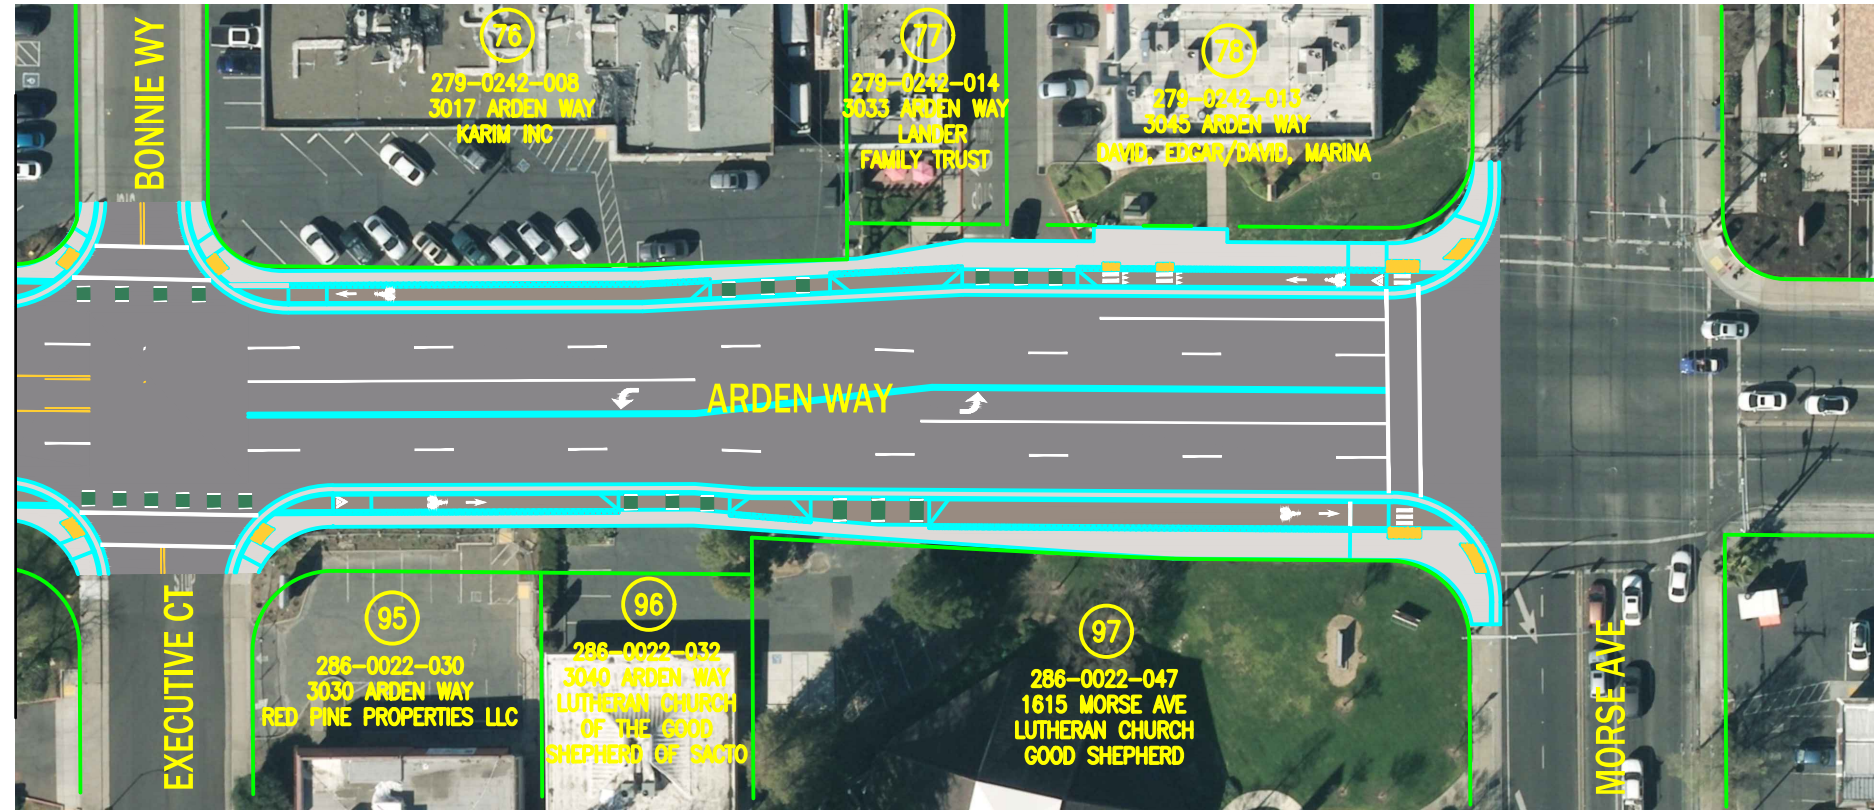 BONNIE WY
76
279-0242-008
3017 ARDEN WAY
KARIM INC
77
279-0242-014
3033 ARDEN WAY
LANDER
FAMILY TRUST
78
279-0242-013
3045 ARDEN WAY
DAVID, EDGAR/DAVID, MARINA
ARDEN WAY
EXECUTIVE CT
95
286-0022-030
3030 ARDEN WAY
RED PINE PROPERTIES LLC
96
286-0022-032
3040 ARDEN WAY
LUTHERAN CHURCH
OF THE GOOD
SHEPHERD OF SACTO
97
286-0022-047
1615 MORSE AVE
LUTHERAN CHURCH
GOOD SHEPHERD
MORSE AVE